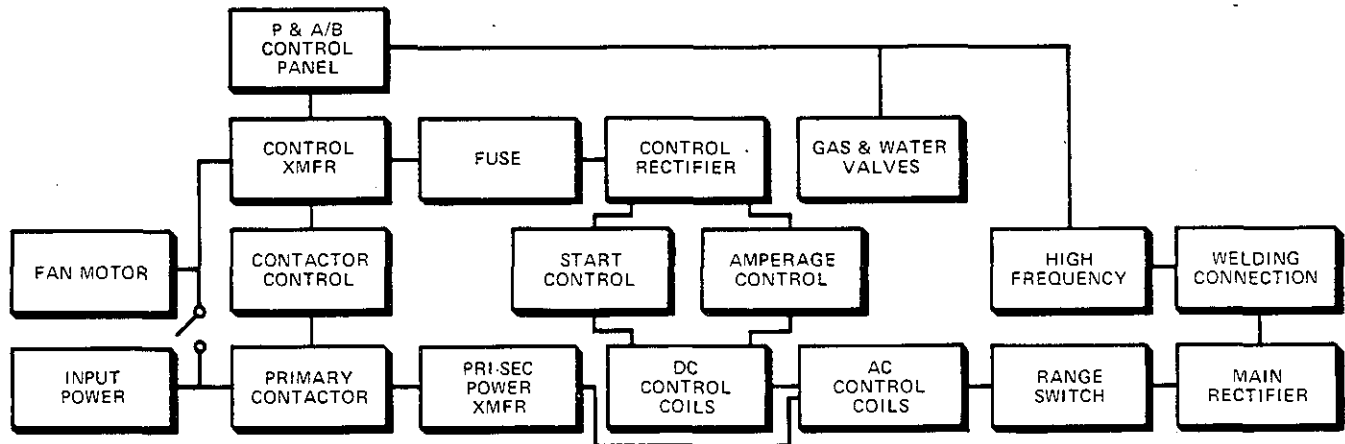 P & A/B
CONTROL
PANEL
CONTROL
XMFR
FUSE
CONTROL
RECTIFIER
GAS & WATER
VALVES
FAN MOTOR
CONTACTOR
CONTROL
START
CONTROL
AMPERAGE
CONTROL
HIGH
FREQUENCY
WELDING
CONNECTION
INPUT
POWER
PRIMARY
CONTACTOR
PRI-SEC
POWER
XMFR
DC
CONTROL
COILS
AC
CONTROL
COILS
RANGE
SWITCH
MAIN
RECTIFIER